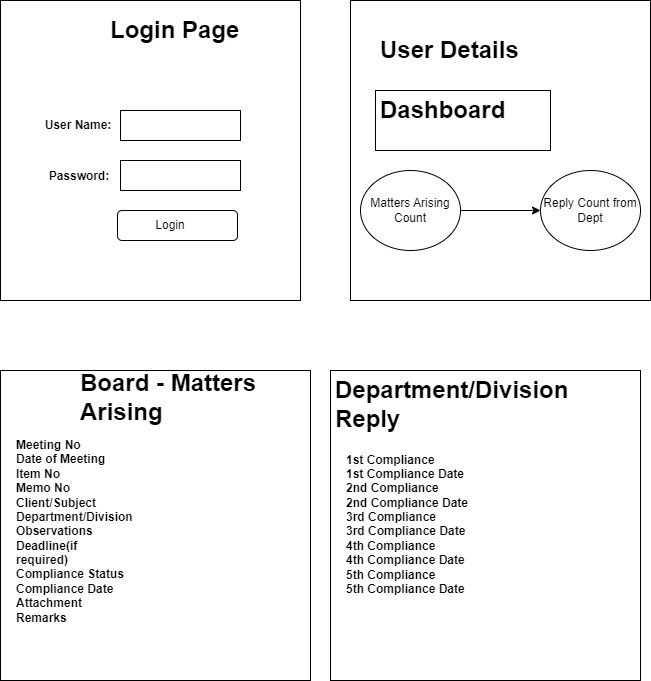 Login Page
User Name:
Password:
Login
User Details
Dashboard
Matters Arising
Count
Reply Count from
Dept
Board - Matters
Arising
Meeting No
Date of Meeting
Item No
Memo No
Client/Subject
Department/Division
Observations
Deadline(if
required)
Compliance Status
Compliance Date
Attachment
Remarks
Department/Division
Reply
1st Compliance
1st Compliance Date
2nd Compliance
2nd Compliance Date
3rd Compliance
3rd Compliance Date
4th Compliance
4th Compliance Date
5th Compliance
5th Compliance Date